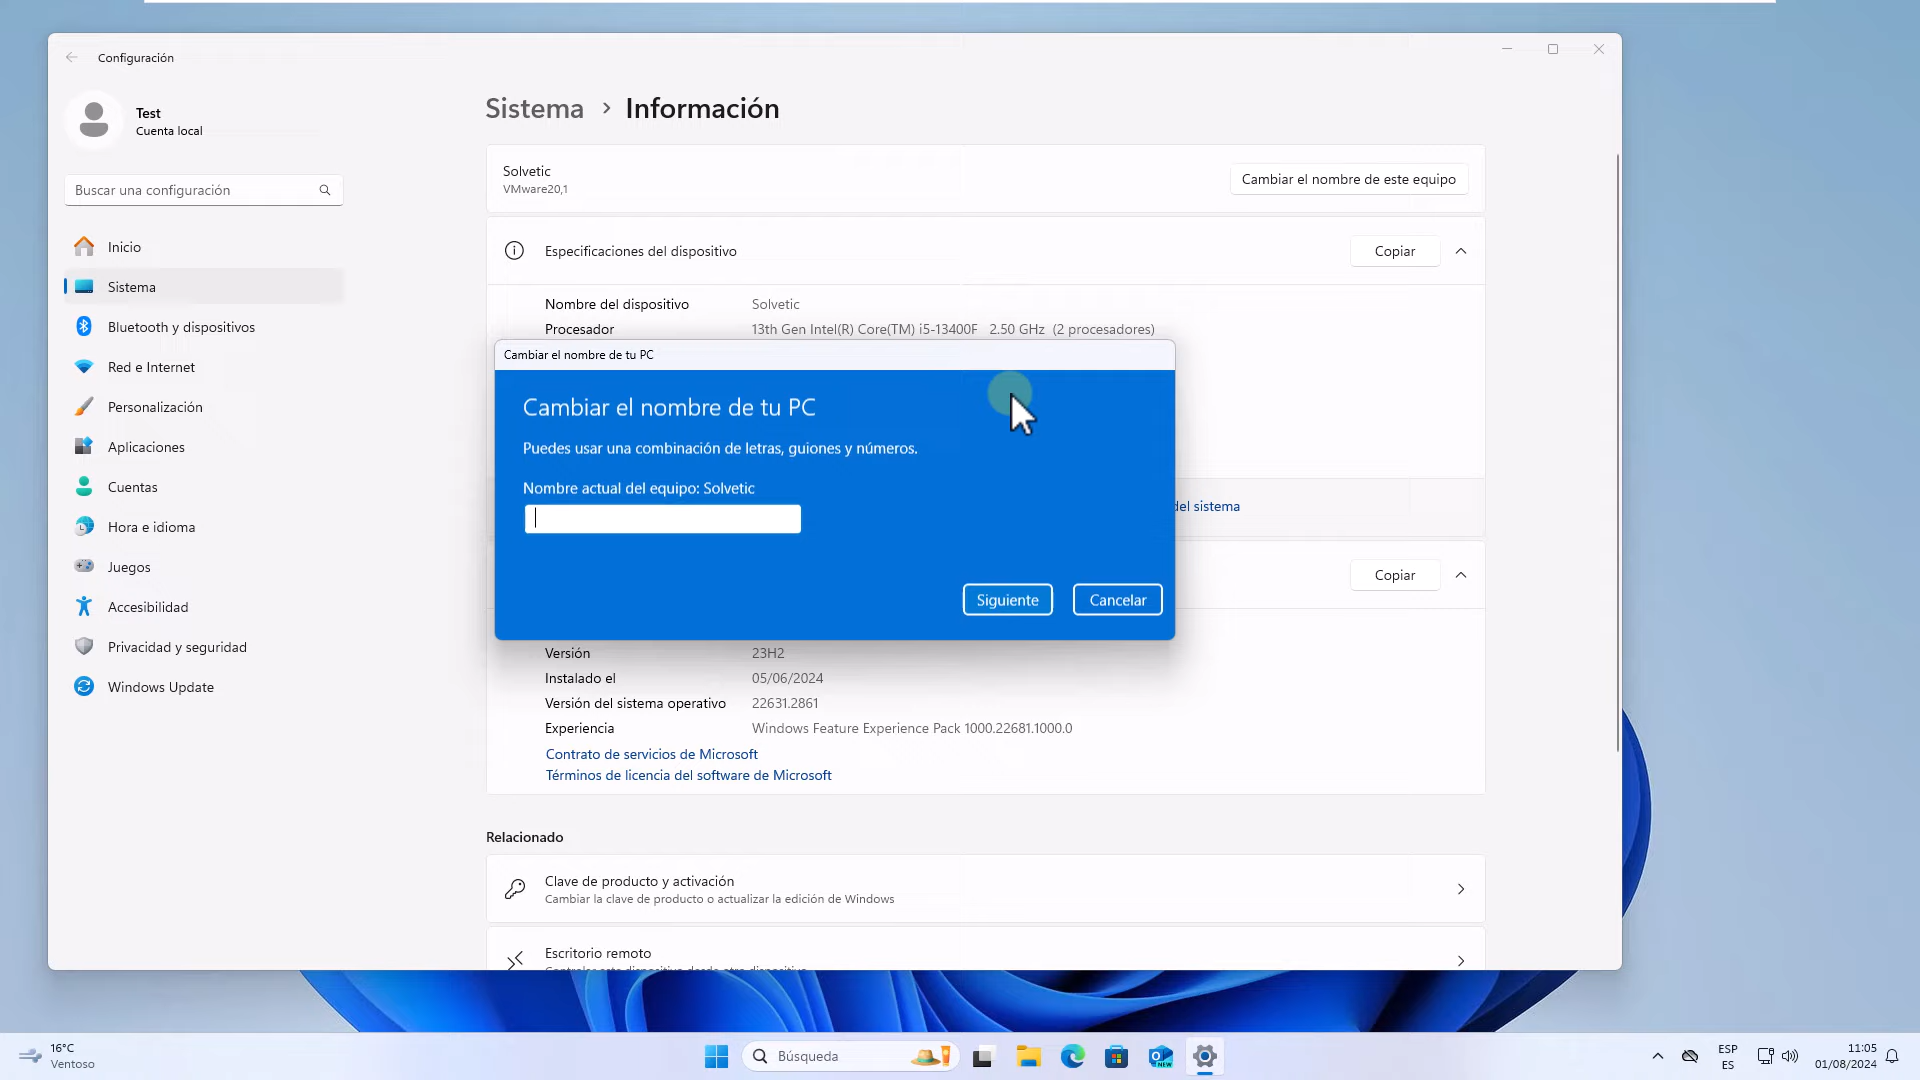 Configuración
Test
Cuenta local
Buscar una configuración
Inicio
Sistema
Bluetooth y dispositivos
Red e Internet
Personalización
Aplicaciones
Cuentas
Hora e idioma
Juegos
Accesibilidad
Privacidad y seguridad
Windows Update
Sistema › Información
Solvetic
VMware20,1
Cambiar el nombre de este equipo
Especificaciones del dispositivo
Copiar
Nombre del dispositivo Solvetic
Procesador 13th Gen Intel(R) Core(TM) i5-13400F 2.50 GHz (2 procesadores)
Cambiar el nombre de tu PC
Cambiar el nombre de tu PC
Puedes usar una combinación de letras, guiones y números.
Nombre actual del equipo: Solvetic
Siguiente
Cancelar
del sistema
Copiar
Versión 23H2
Instalado el 05/06/2024
Versión del sistema operativo 22631.2861
Experiencia Windows Feature Experience Pack 1000.22681.1000.0
Contrato de servicios de Microsoft
Términos de licencia del software de Microsoft
Relacionado
Clave de producto y activación
Cambiar la clave de producto o actualizar la edición de Windows
Escritorio remoto
Controlar este dispositivo desde otro dispositivo
16°C
Ventoso
Búsqueda
NEW
ESP
ES
11:05
01/08/2024